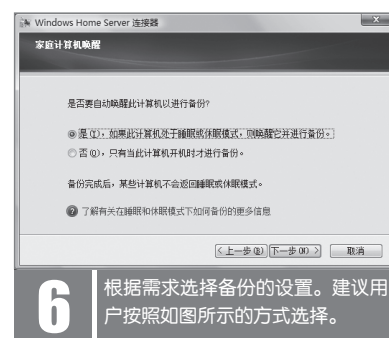 Windows Home Server 连接器
家庭计算机唤醒
是否要自动唤醒此计算机以进行备份?
是(Y)，如果此计算机处于睡眠或休眠模式，则唤醒它并进行备份。
否(O)，只有当此计算机开机时才进行备份。
备份完成后，某些计算机不会返回睡眠或休眠模式。
了解有关在睡眠和休眠模式下如何备份的更多信息
<上一步(B) 下一步(N)> 取消
6
根据需求选择备份的设置。建议用
户按照如图所示的方式选择。